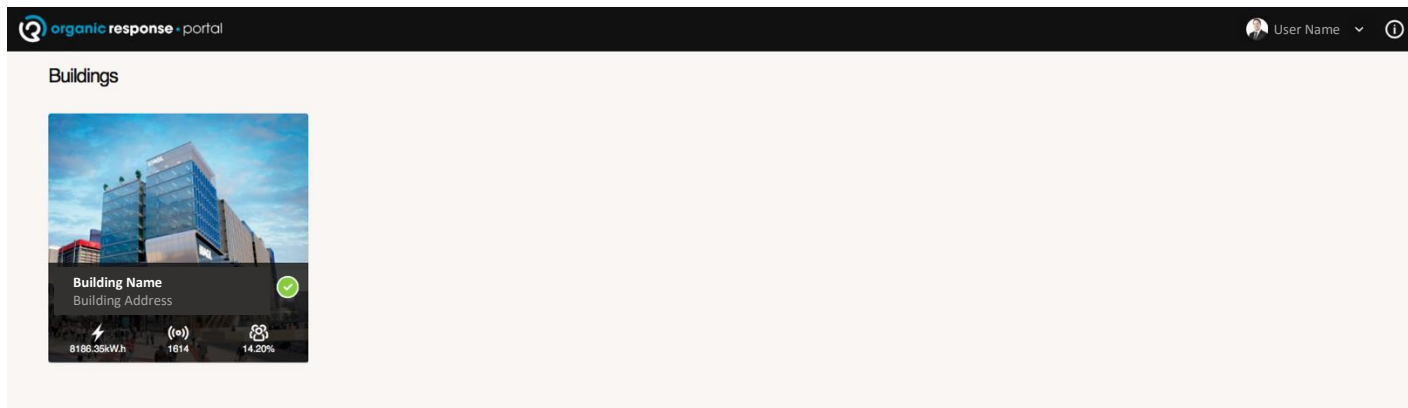 organic response · portal
User Name
Buildings
Building Name
Building Address
8186.35kW.h
1614
14.20%